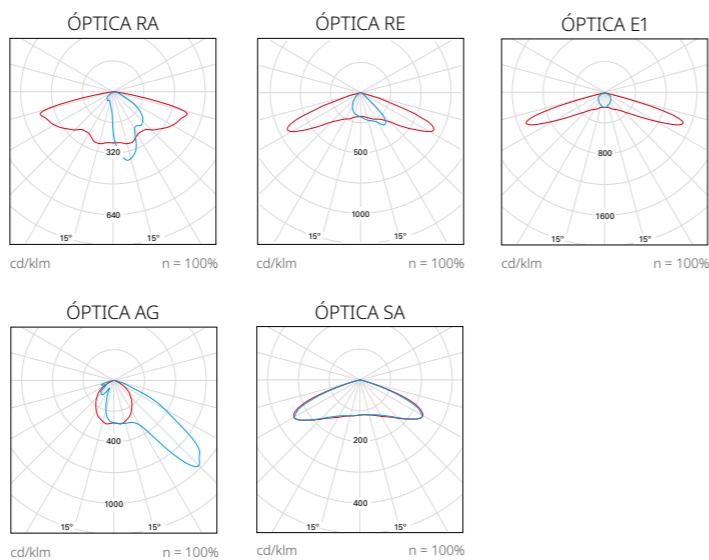 ÓPTICA RA
320
640
15° 15°
cd/klm n = 100%
ÓPTICA RE
500
1000
15° 15°
cd/klm n = 100%
ÓPTICA E1
800
1600
15° 15°
cd/klm n = 100%
ÓPTICA AG
400
1000
15° 15°
cd/klm n = 100%
ÓPTICA SA
200
400
15° 15°
cd/klm n = 100%